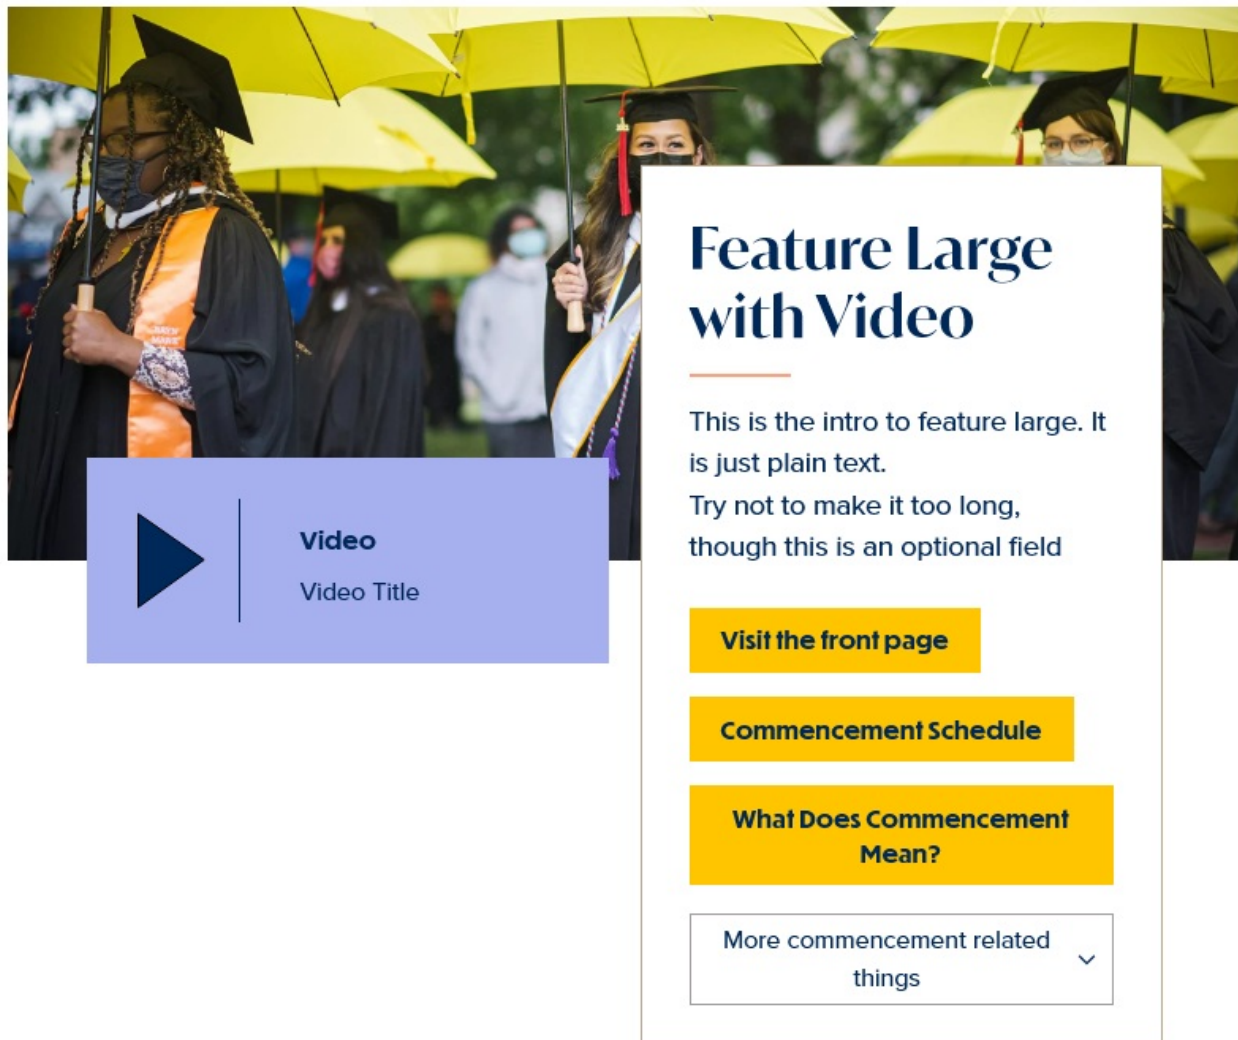 Feature Large
with Video
This is the intro to feature large. It
is just plain text.
Try not to make it too long,
though this is an optional field
Video
Video Title
Visit the front page
Commencement Schedule
What Does Commencement
Mean?
More commencement related
things